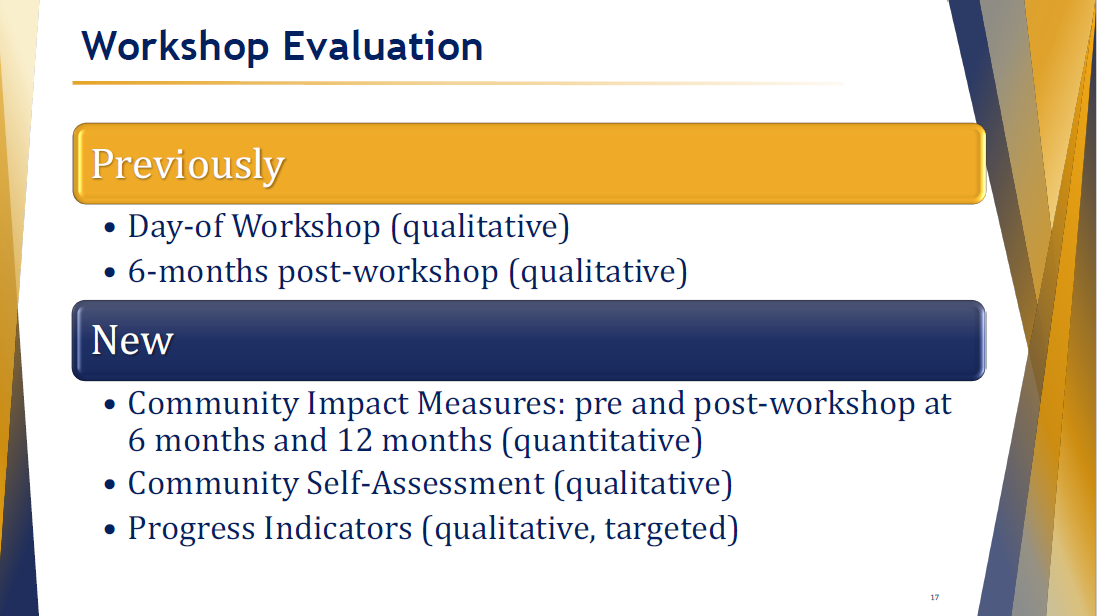 Workshop Evaluation
Previously
• Day-of Workshop (qualitative)
• 6-months post-workshop (qualitative)
New
• Community Impact Measures: pre and post-workshop at
6 months and 12 months (quantitative)
• Community Self-Assessment (qualitative)
• Progress Indicators (qualitative, targeted)
17